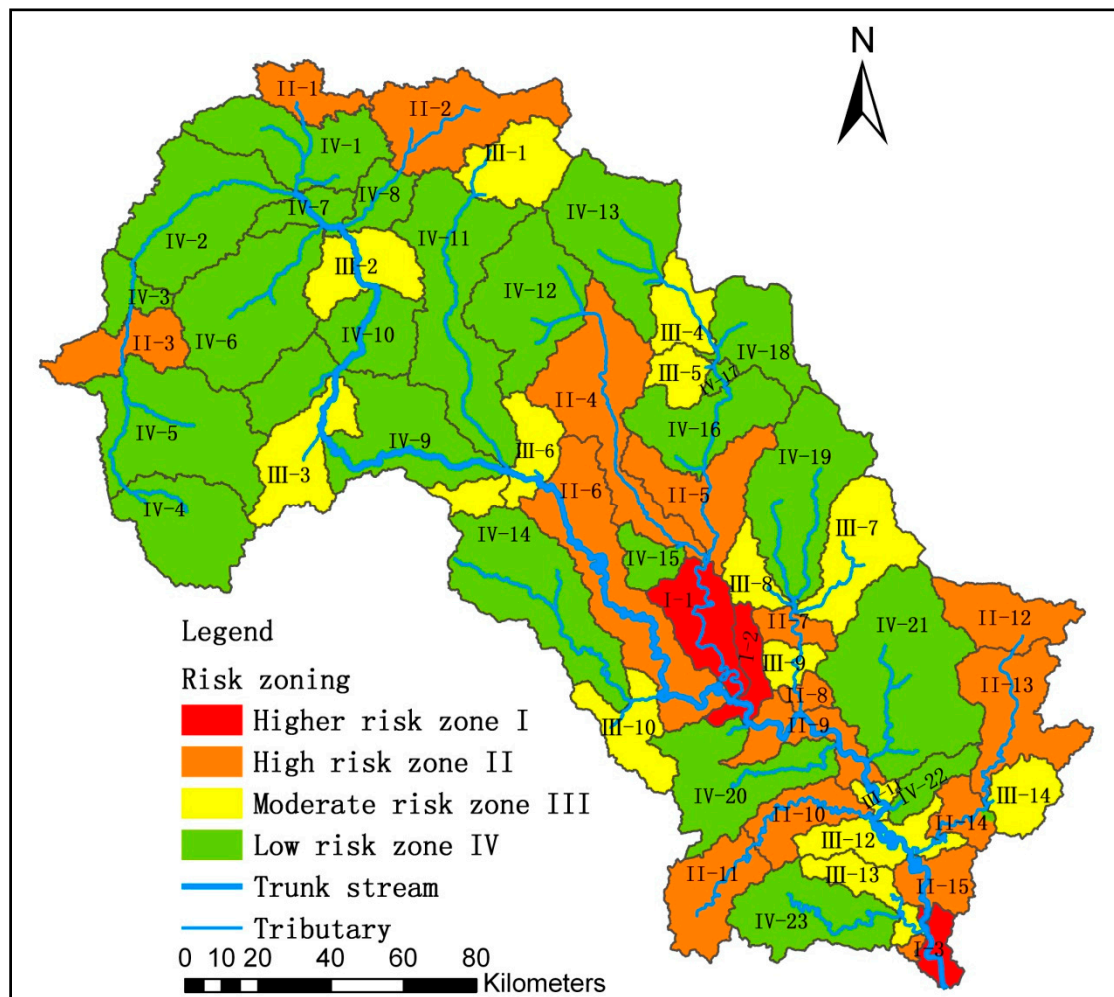 N
II-1
II-2
IV-1
III-1
IV-8
IV-7
IV-13
IV-2
IV-11
III-2
IV-3
IV-12
III-4
IV-10
II-3
IV-6
IV-18
III-5
IV-17
II-4
IV-5
IV-9
IV-16
III-6
IV-19
III-3
II-6
II-5
IV-4
III-7
IV-14
IV-15
III-8
I-1
II-7
II-12
IV-21
I-2
III-9
II-13
II-8
III-10
II-9
IV-20
III-11
IV-22
III-14
II-10
II-14
III-12
II-11
III-13
II-15
IV-23
I-3
Legend
Risk zoning
Higher risk zone I
High risk zone II
Moderate risk zone III
Low risk zone IV
Trunk stream
Tributary
0 10 20 40 60 80
Kilometers